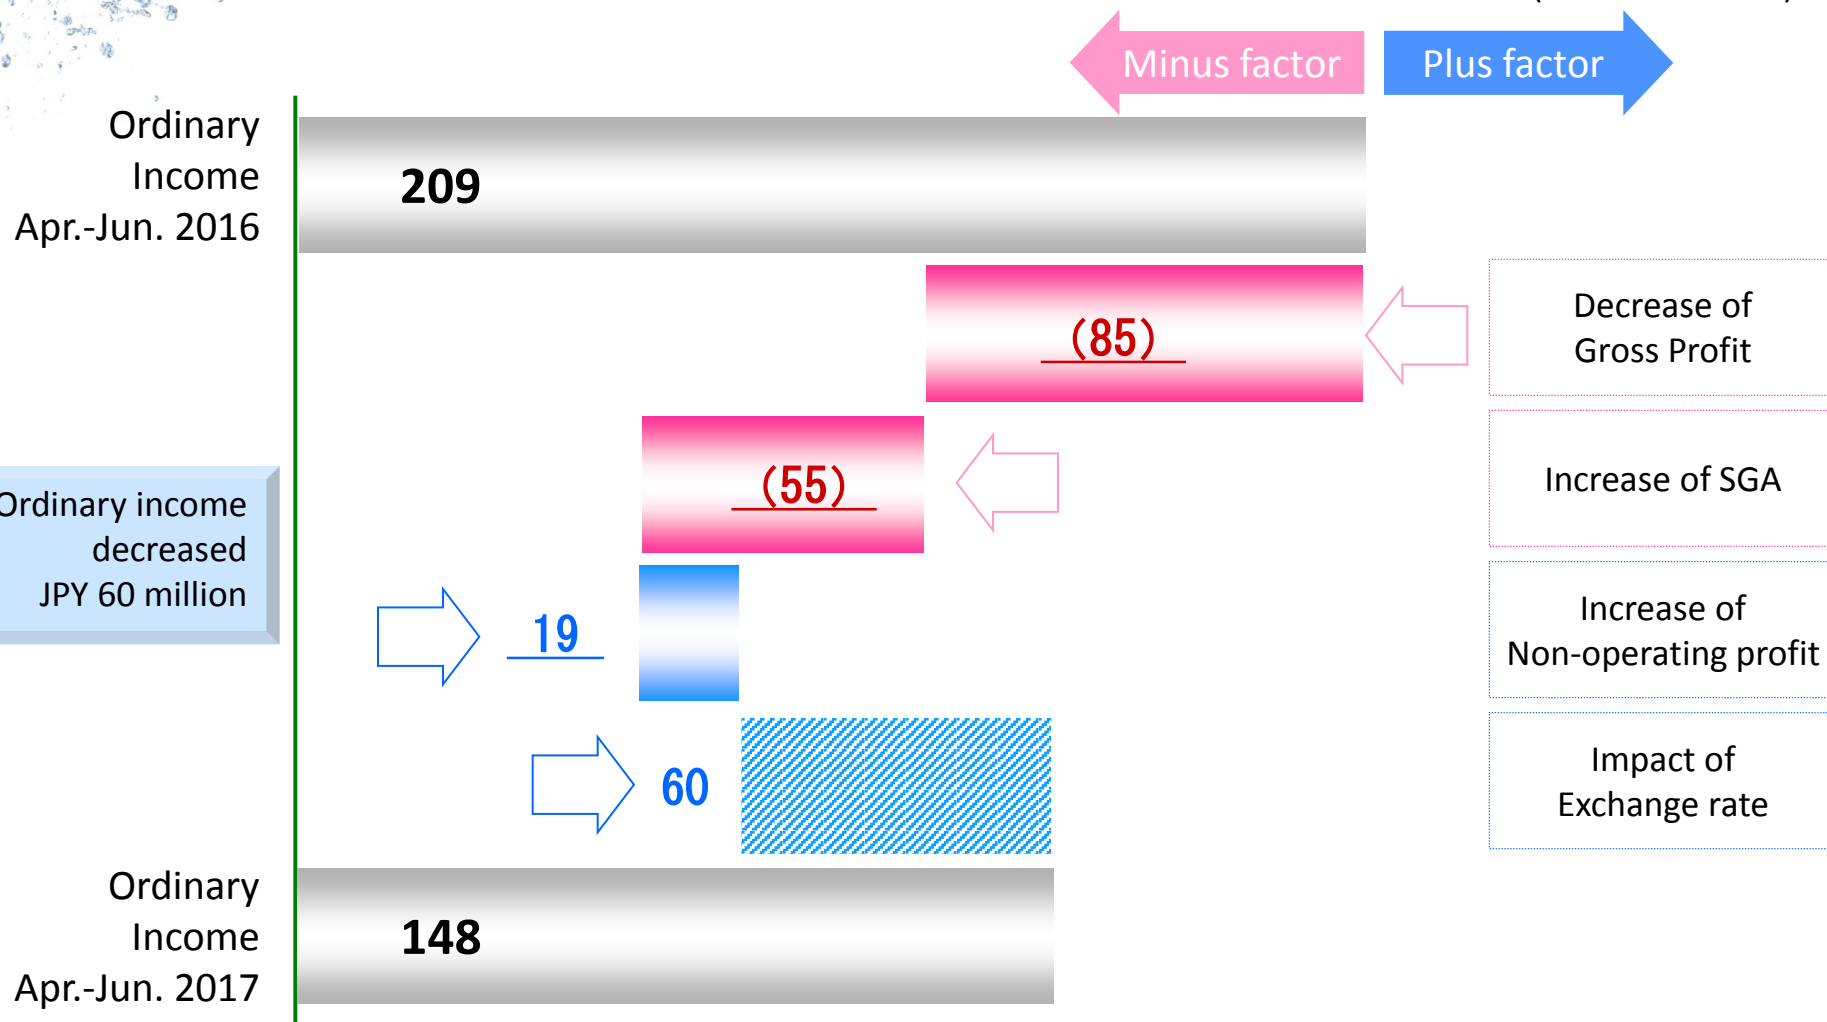 Minus factor
Plus factor
Ordinary
Income
Apr.-Jun. 2016
209
(85)
Decrease of
Gross Profit
(55)
Increase of SGA
Ordinary income
decreased
JPY 60 million
19
Increase of
Non-operating profit
60
Impact of
Exchange rate
Ordinary
Income
Apr.-Jun. 2017
148